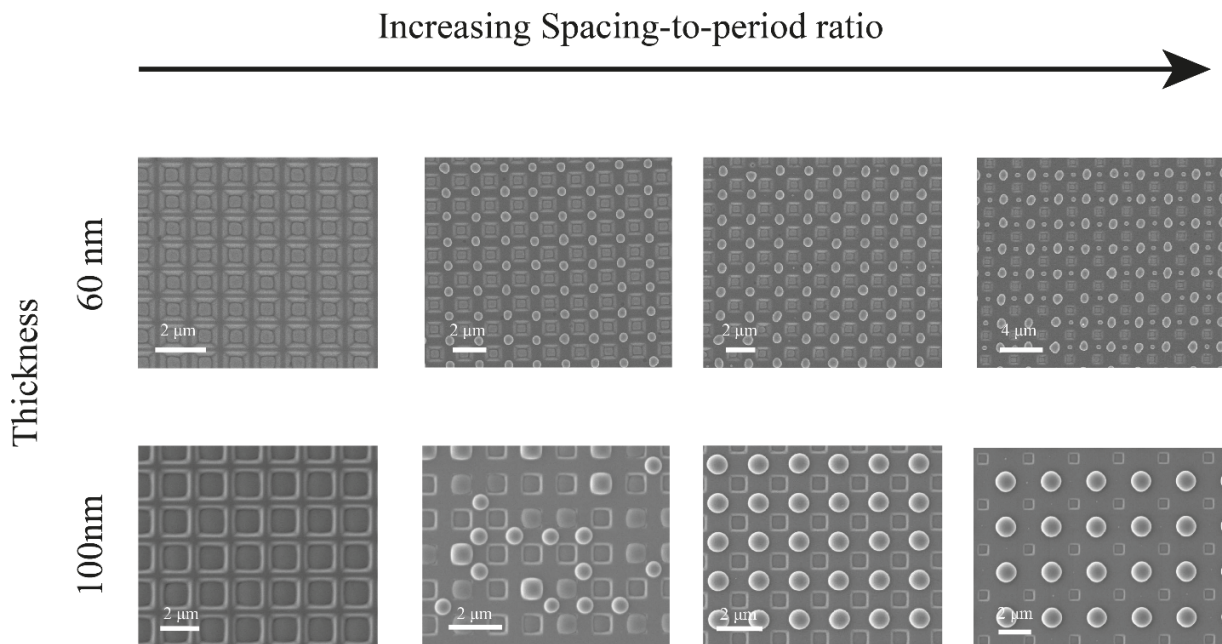 Increasing Spacing-to-period ratio
Thickness
60 nm
2 µm
2 µm
2 µm
4 µm
100nm
2 µm
2 µm
2 µm
2 µm